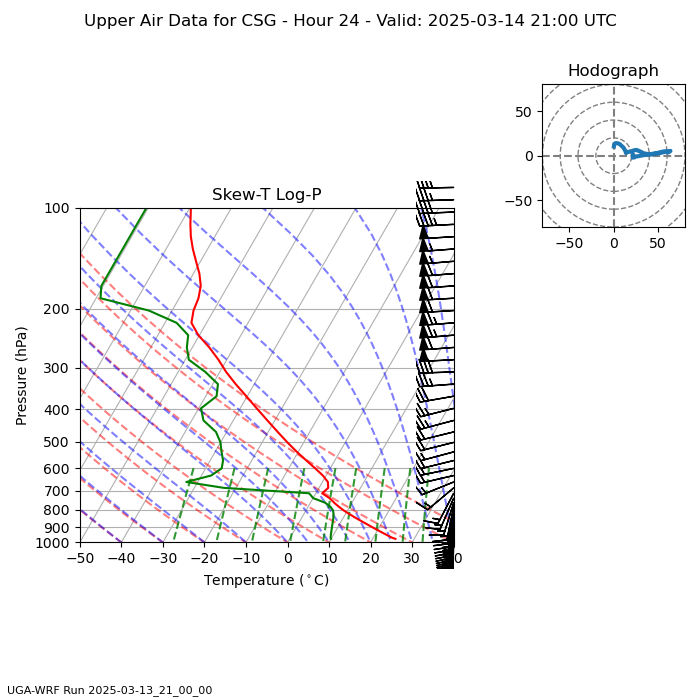 Upper Air Data for CSG - Hour 24 - Valid: 2025-03-14 21:00 UTC
Hodograph
50
0
−50
−50 0 50
Skew-T Log-P
100
200
300
400
500
600
700
800
900
1000
Pressure (hPa)
−50 −40 −30 −20 −10 0 10 20 30
Temperature (°C)
UGA-WRF Run 2025-03-13_21_00_00